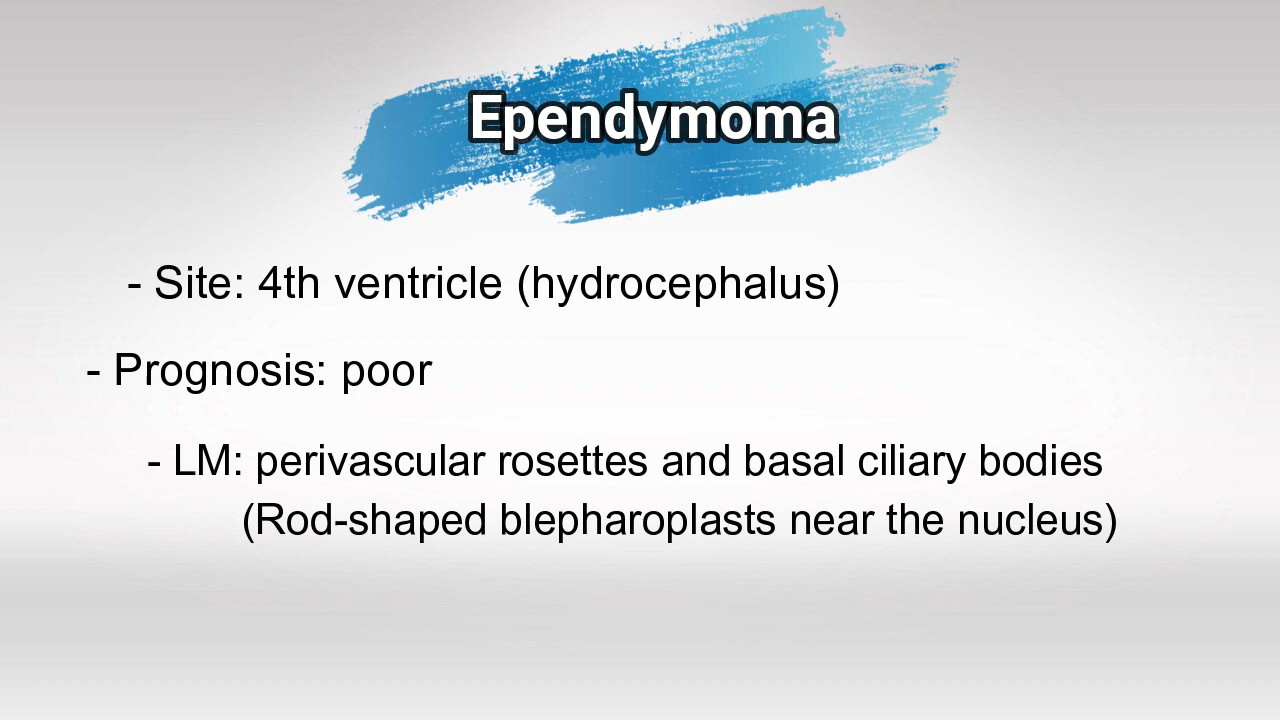 Ependymoma
- Site: 4th ventricle (hydrocephalus)
- Prognosis: poor
- LM: perivascular rosettes and basal ciliary bodies
(Rod-shaped blepharoplasts near the nucleus)